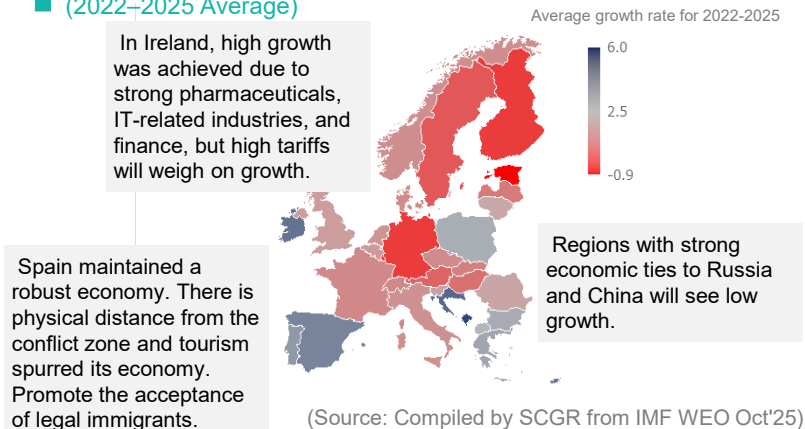 (2022–2025 Average)
Average growth rate for 2022-2025
6.0
2.5
-0.9
In Ireland, high growth
was achieved due to
strong pharmaceuticals,
IT-related industries, and
finance, but high tariffs
will weigh on growth.
Spain maintained a
robust economy. There is
physical distance from the
conflict zone and tourism
spurred its economy.
Promote the acceptance
of legal immigrants.
Regions with strong
economic ties to Russia
and China will see low
growth.
(Source: Compiled by SCGR from IMF WEO Oct'25)